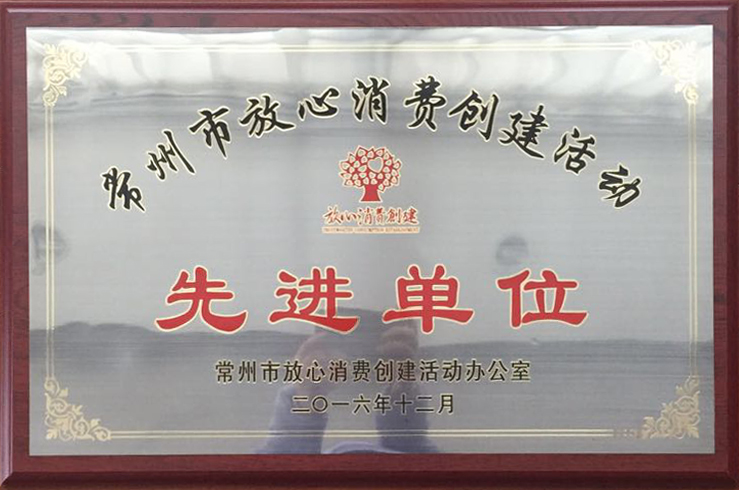 常州市放心消费创建活动
放心消費創建
先进单位
常州市放心消费创建活动办公室
二〇一六年十二月